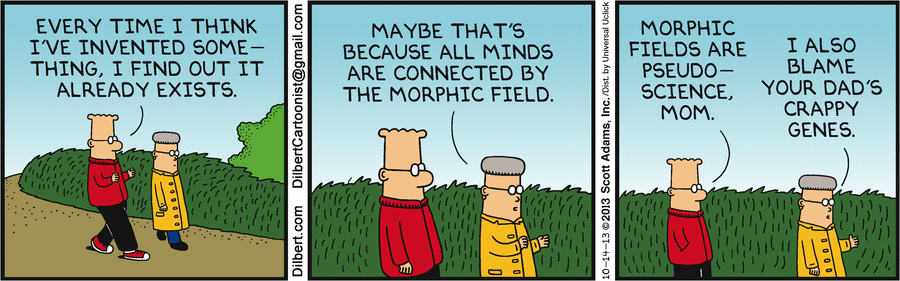 EVERY TIME I THINK
I'VE INVENTED SOME-
THING, I FIND OUT IT
ALREADY EXISTS.
Dilbert.com DilbertCartoonist@gmail.com
MAYBE THAT'S
BECAUSE ALL MINDS
ARE CONNECTED BY
THE MORPHIC FIELD.
10-14-13 © 2013 Scott Adams, Inc. /Dist. by Universal Uclick
MORPHIC
FIELDS ARE
PSEUDO-
SCIENCE,
MOM.
I ALSO
BLAME
YOUR DAD'S
CRAPPY
GENES.